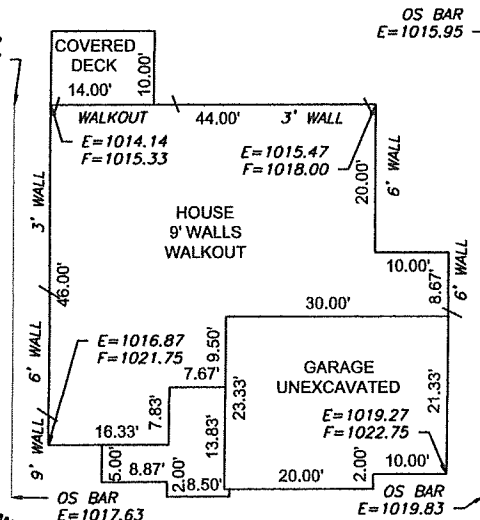 OS BAR
E=1015.95
COVERED
DECK
10.00'
14.00'
WALKOUT
44.00'
3' WALL
E=1014.14
F=1015.33
E=1015.47
F=1018.00
20.00'
6' WALL
3' WALL
HOUSE
9' WALLS
WALKOUT
46.00'
10.00'
8.67'
6' WALL
30.00'
6' WALL
E=1016.87
F=1021.75
9.50'
7.67'
GARAGE
UNEXCAVATED
23.33'
21.33'
E=1019.27
F=1022.75
9' WALL
16.33'
7.83'
13.83'
5.00'
8.87'
2.00'
8.50'
20.00'
2.00'
10.00'
OS BAR
E=1017.63
OS BAR
E=1019.83